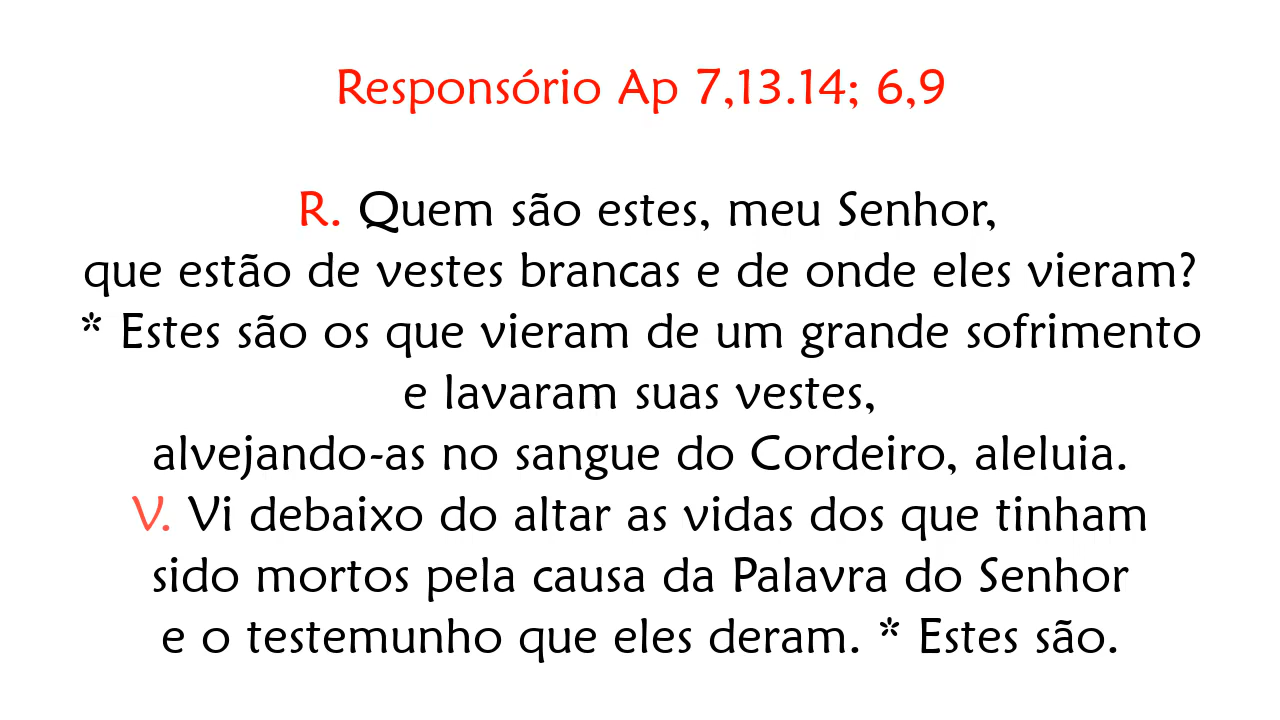 Responsório Ap 7,13.14; 6,9
R. Quem são estes, meu Senhor,
que estão de vestes brancas e de onde eles vieram?
* Estes são os que vieram de um grande sofrimento
e lavaram suas vestes,
alvejando-as no sangue do Cordeiro, aleluia.
V. Vi debaixo do altar as vidas dos que tinham
sido mortos pela causa da Palavra do Senhor
e o testemunho que eles deram. * Estes são.